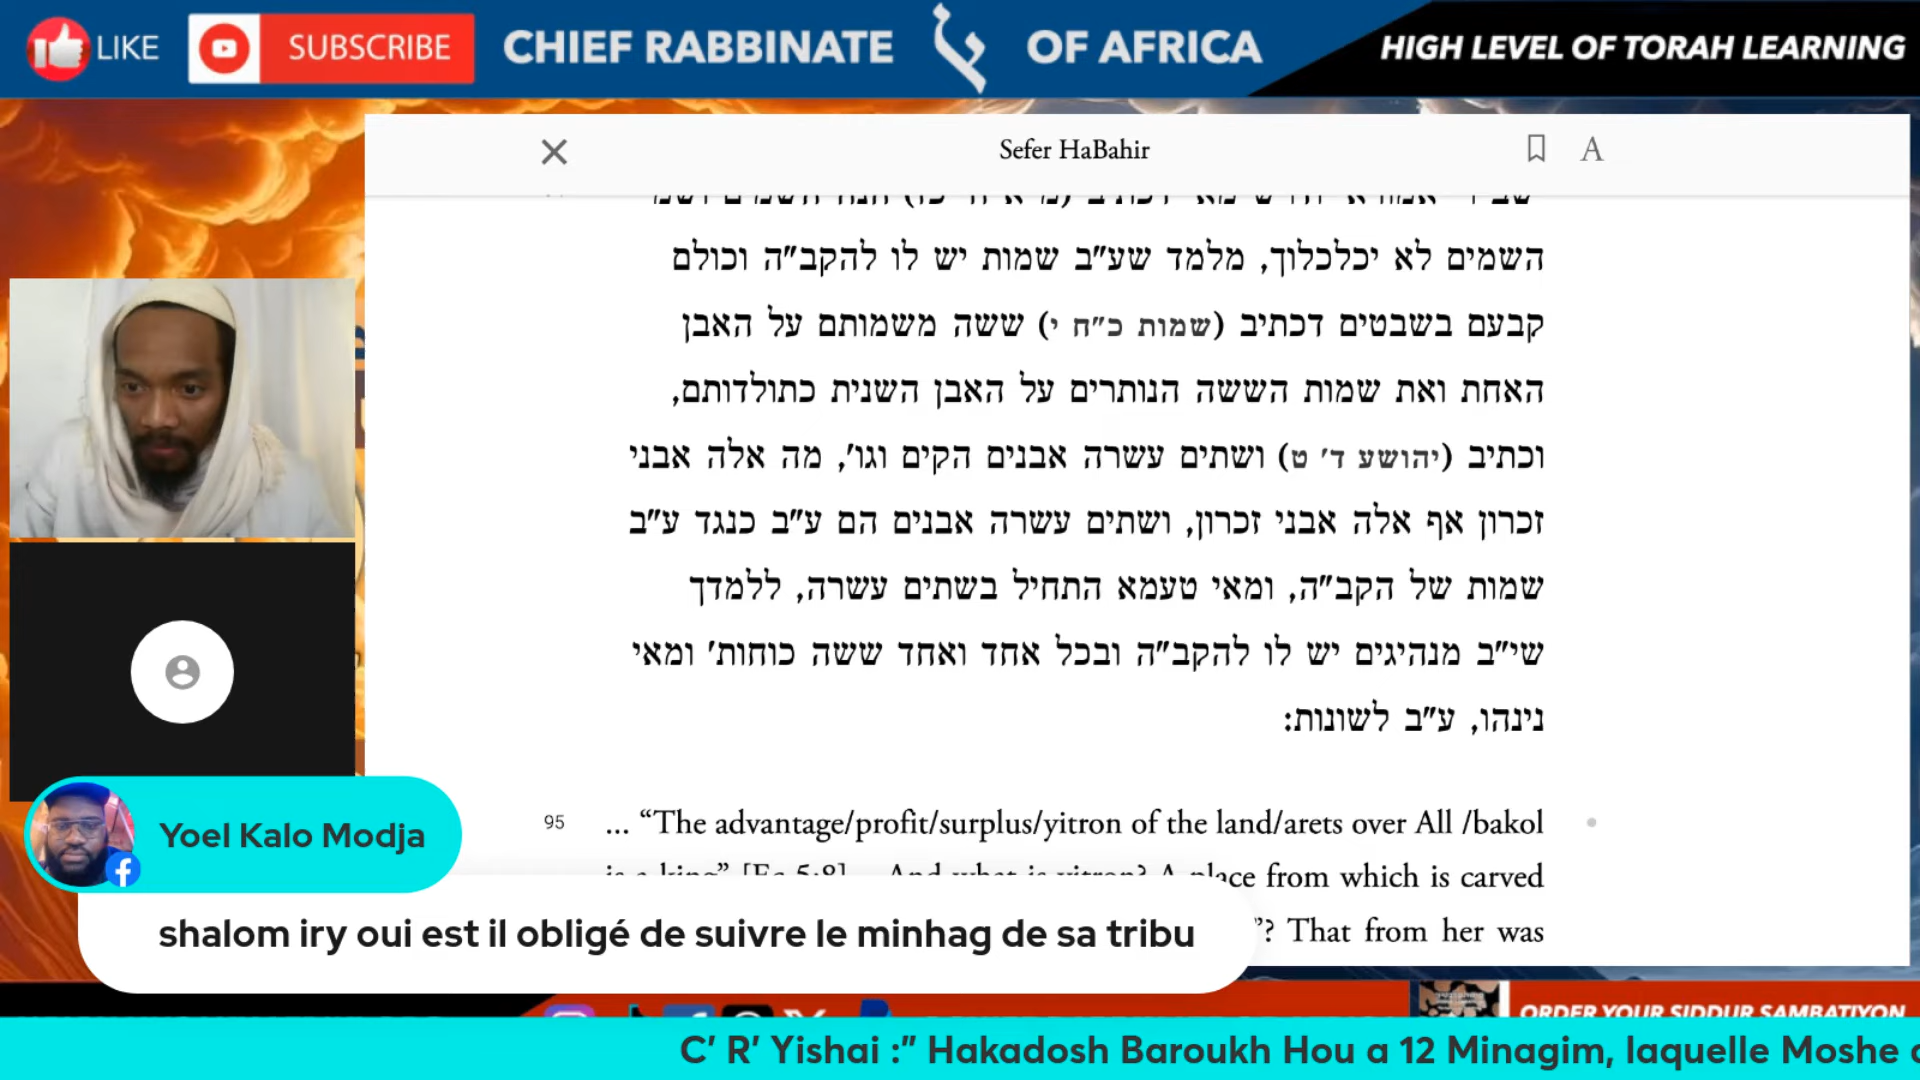 LIKE
SUBSCRIBE
CHIEF RABBINATE OF AFRICA
HIGH LEVEL OF TORAH LEARNING
Sefer HaBahir
השמים לא יכלכלוך, מלמד שע"ב שמות יש לו להקב"ה וכולם
קבעם בשבטים דכתיב (שמות כ"ח י) ששה משמותם על האבן
האחת ואת שמות הששה הנותרים על האבן השנית כתולדותם,
וכתיב (יהושע ד' ט) ושתים עשרה אבנים הקים וגו', מה אלה אבני
זכרון אף אלה אבני זכרון, ושתים עשרה אבנים הם ע"ב כנגד ע"ב
שמות של הקב"ה, ומאי טעמא התחיל בשתים עשרה, ללמדך
שי"ב מנהיגים יש לו להקב"ה ובכל אחד ואחד ששה כוחות' ומאי
נינהו, ע"ב לשונות:
95 ... “The advantage/profit/surplus/yitron of the land/arets over All /bakol
place from which is carved
”? That from her was
Yoel Kalo Modja
shalom iry oui est il obligé de suivre le minhag de sa tribu
ORDER YOUR SIDDUR SAMBATIYON
C' R' Yishai :” Hakadosh Baroukh Hou a 12 Minagim, laquelle Moshe